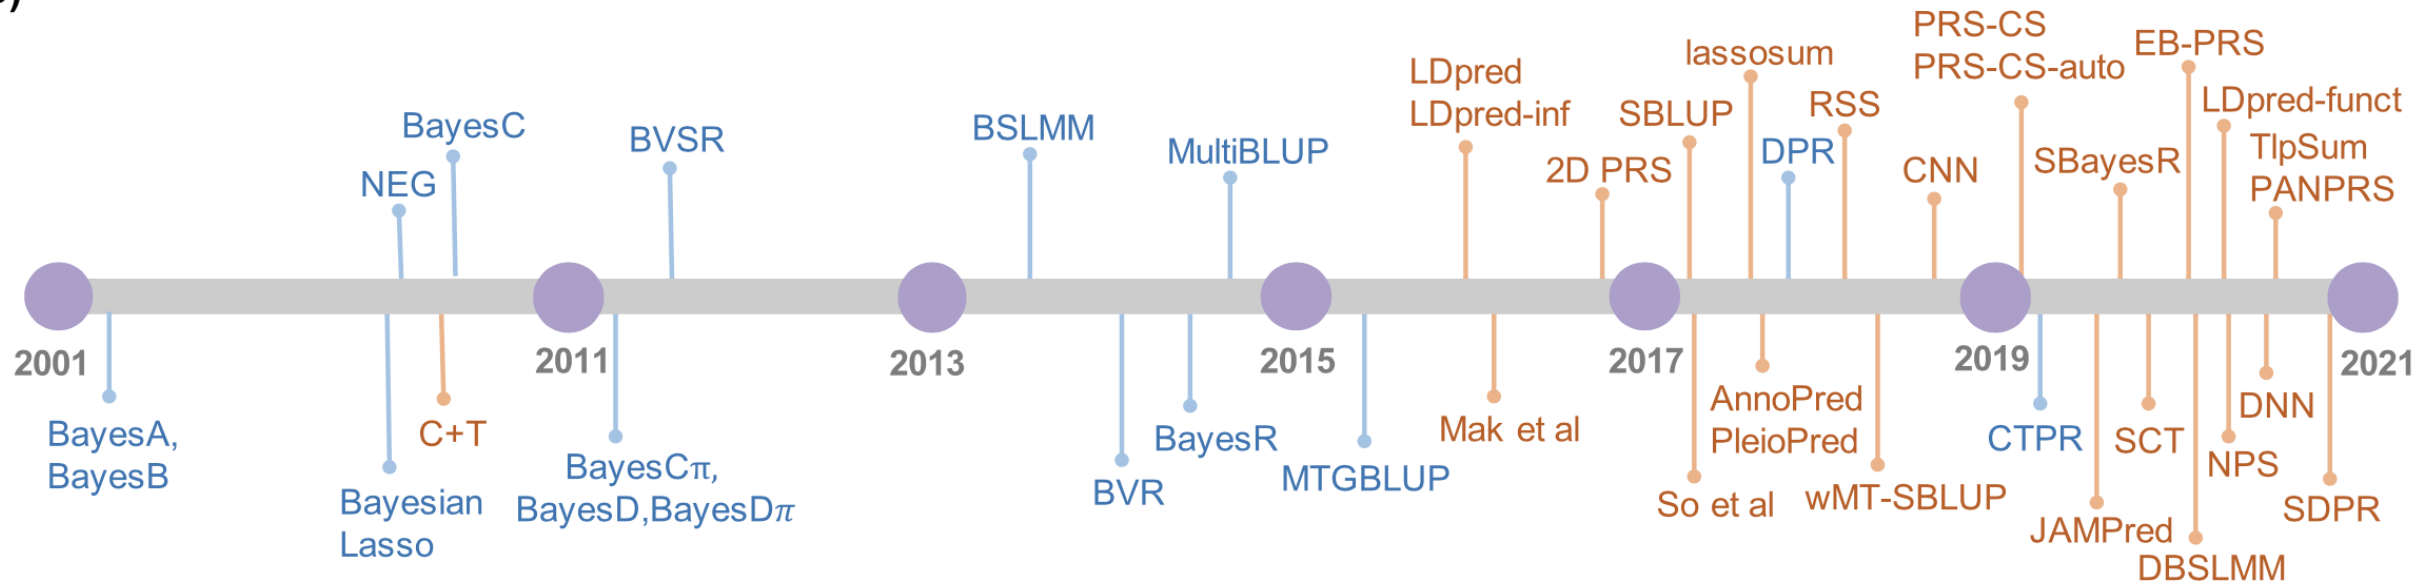 PRS-CS
PRS-CS-auto
EB-PRS
lassosum
LDpred
LDpred-inf
SBLUP
RSS
LDpred-funct
BayesC
BVSR
BSLMM
MultiBLUP
DPR
TlpSum
PANPRS
NEG
2D PRS
CNN
SBayesR
2001
2011
2013
2015
2017
2019
2021
BayesA,
BayesB
C+T
Bayesian
Lasso
BayesCπ,
BayesD,BayesDπ
BVR
BayesR
MTGBLUP
Mak et al
So et al
AnnoPred
PleioPred
wMT-SBLUP
CTPR
JAMPred
SCT
DBSLMM
NPS
DNN
SDPR